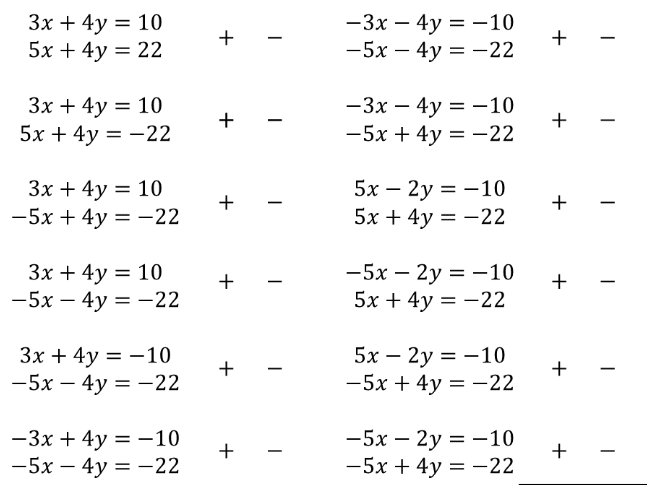 3x + 4y = 10
5x + 4y = 22
+ −
3x + 4y = 10
5x + 4y = −22
+ −
3x + 4y = 10
−5x + 4y = −22
+ −
3x + 4y = 10
−5x − 4y = −22
+ −
3x + 4y = −10
−5x − 4y = −22
+ −
−3x + 4y = −10
−5x − 4y = −22
+ −
−3x − 4y = −10
−5x − 4y = −22
+ −
−3x − 4y = −10
−5x + 4y = −22
+ −
5x − 2y = −10
5x + 4y = −22
+ −
−5x − 2y = −10
5x + 4y = −22
+ −
5x − 2y = −10
−5x + 4y = −22
+ −
−5x − 2y = −10
−5x + 4y = −22
+ −